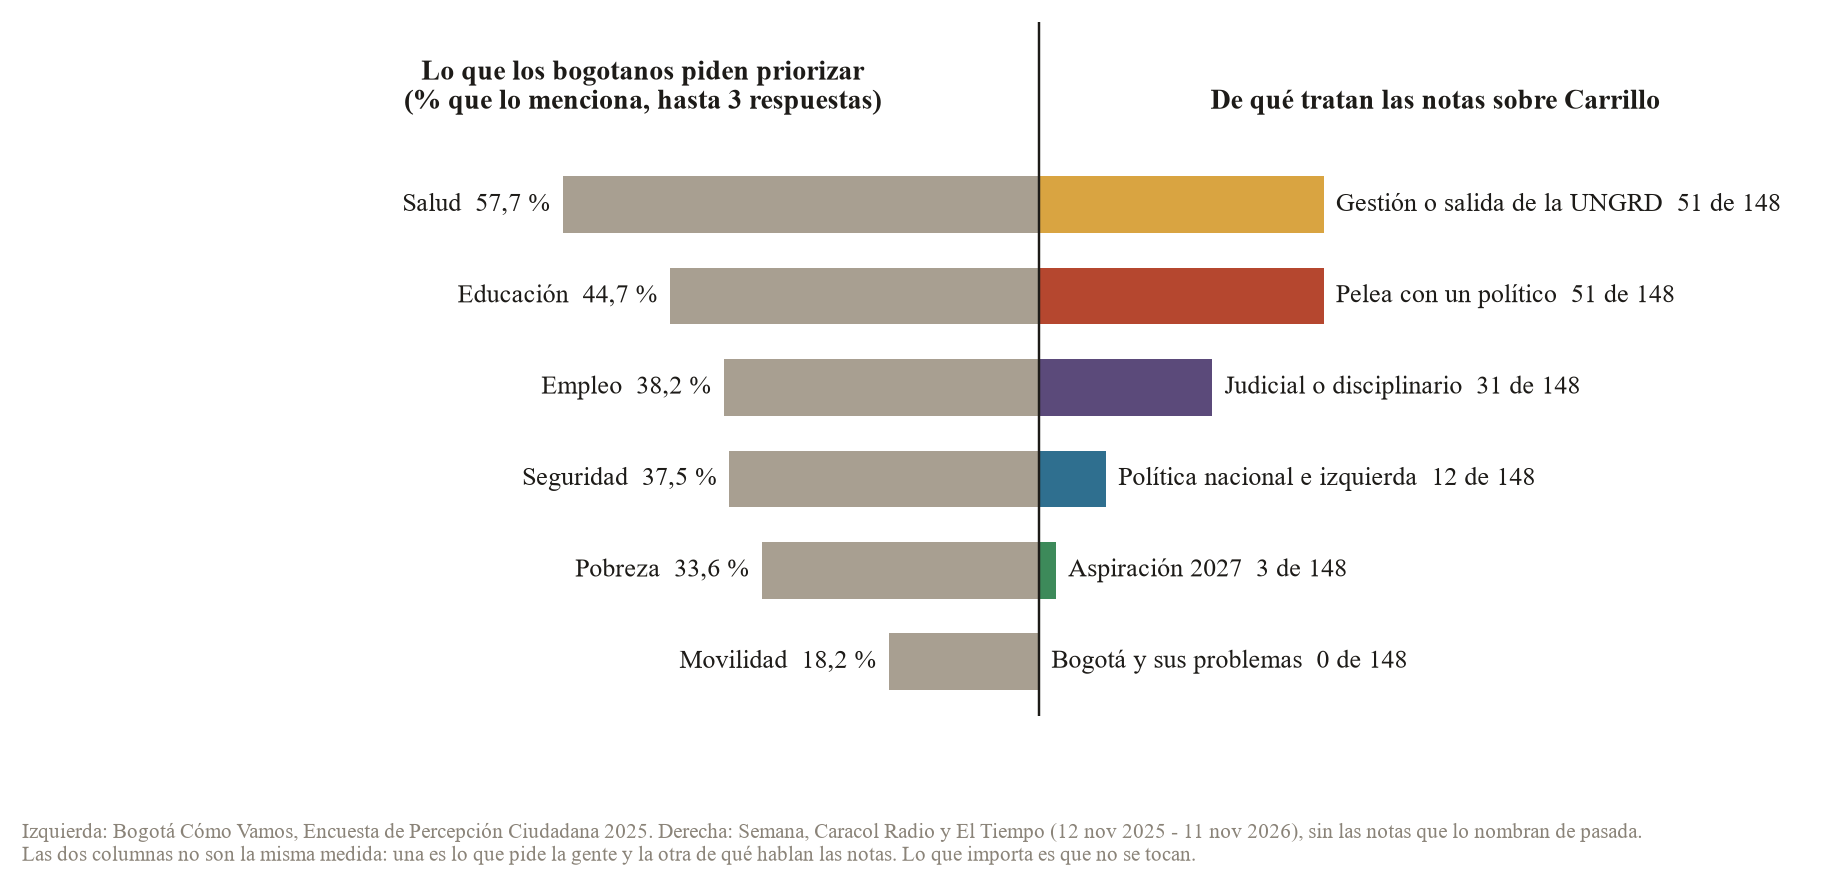 Lo que los bogotanos piden priorizar
(% que lo menciona, hasta 3 respuestas)
De qué tratan las notas sobre Carrillo
Salud 57,7 %
Gestión o salida de la UNGRD 51 de 148
Educación 44,7 %
Pelea con un político 51 de 148
Empleo 38,2 %
Judicial o disciplinario 31 de 148
Seguridad 37,5 %
Política nacional e izquierda 12 de 148
Pobreza 33,6 %
Aspiración 2027 3 de 148
Movilidad 18,2 %
Bogotá y sus problemas 0 de 148
Izquierda: Bogotá Cómo Vamos, Encuesta de Percepción Ciudadana 2025. Derecha: Semana, Caracol Radio y El Tiempo (12 nov 2025 - 11 nov 2026), sin las notas que lo nombran de pasada.
Las dos columnas no son la misma medida: una es lo que pide la gente y la otra de qué hablan las notas. Lo que importa es que no se tocan.